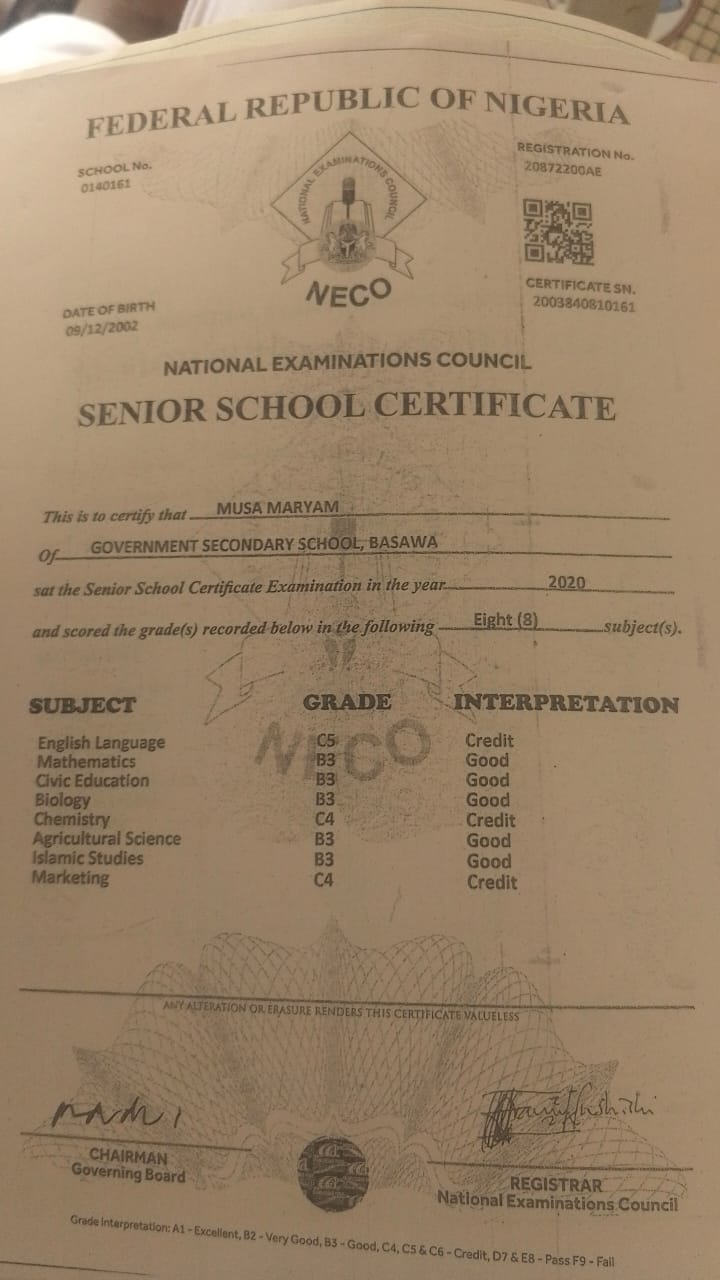 FEDERAL REPUBLIC OF NIGERIA
SCHOOL No.
0140161
REGISTRATION No.
20872200AE
NATIONAL EXAMINATIONS COUNCIL
NECO
DATE OF BIRTH
09/12/2002
CERTIFICATE SN.
2003840810161
NATIONAL EXAMINATIONS COUNCIL
SENIOR SCHOOL CERTIFICATE
This is to certify that MUSA MARYAM
Of GOVERNMENT SECONDARY SCHOOL, BASAWA
sat the Senior School Certificate Examination in the year 2020
and scored the grade(s) recorded below in the following Eight (8) subject(s).
SUBJECT GRADE INTERPRETATION
English Language C5 Credit
Mathematics B3 Good
Civic Education B3 Good
Biology B3 Good
Chemistry C4 Credit
Agricultural Science B3 Good
Islamic Studies B3 Good
Marketing C4 Credit
NECO
ANY ALTERATION OR ERASURE RENDERS THIS CERTIFICATE VALUELESS
CHAIRMAN
Governing Board
REGISTRAR
National Examinations Council
Grade Interpretation: A1 - Excellent, B2 - Very Good, B3 - Good, C4, C5 & C6 - Credit, D7 & E8 - Pass F9 - Fail